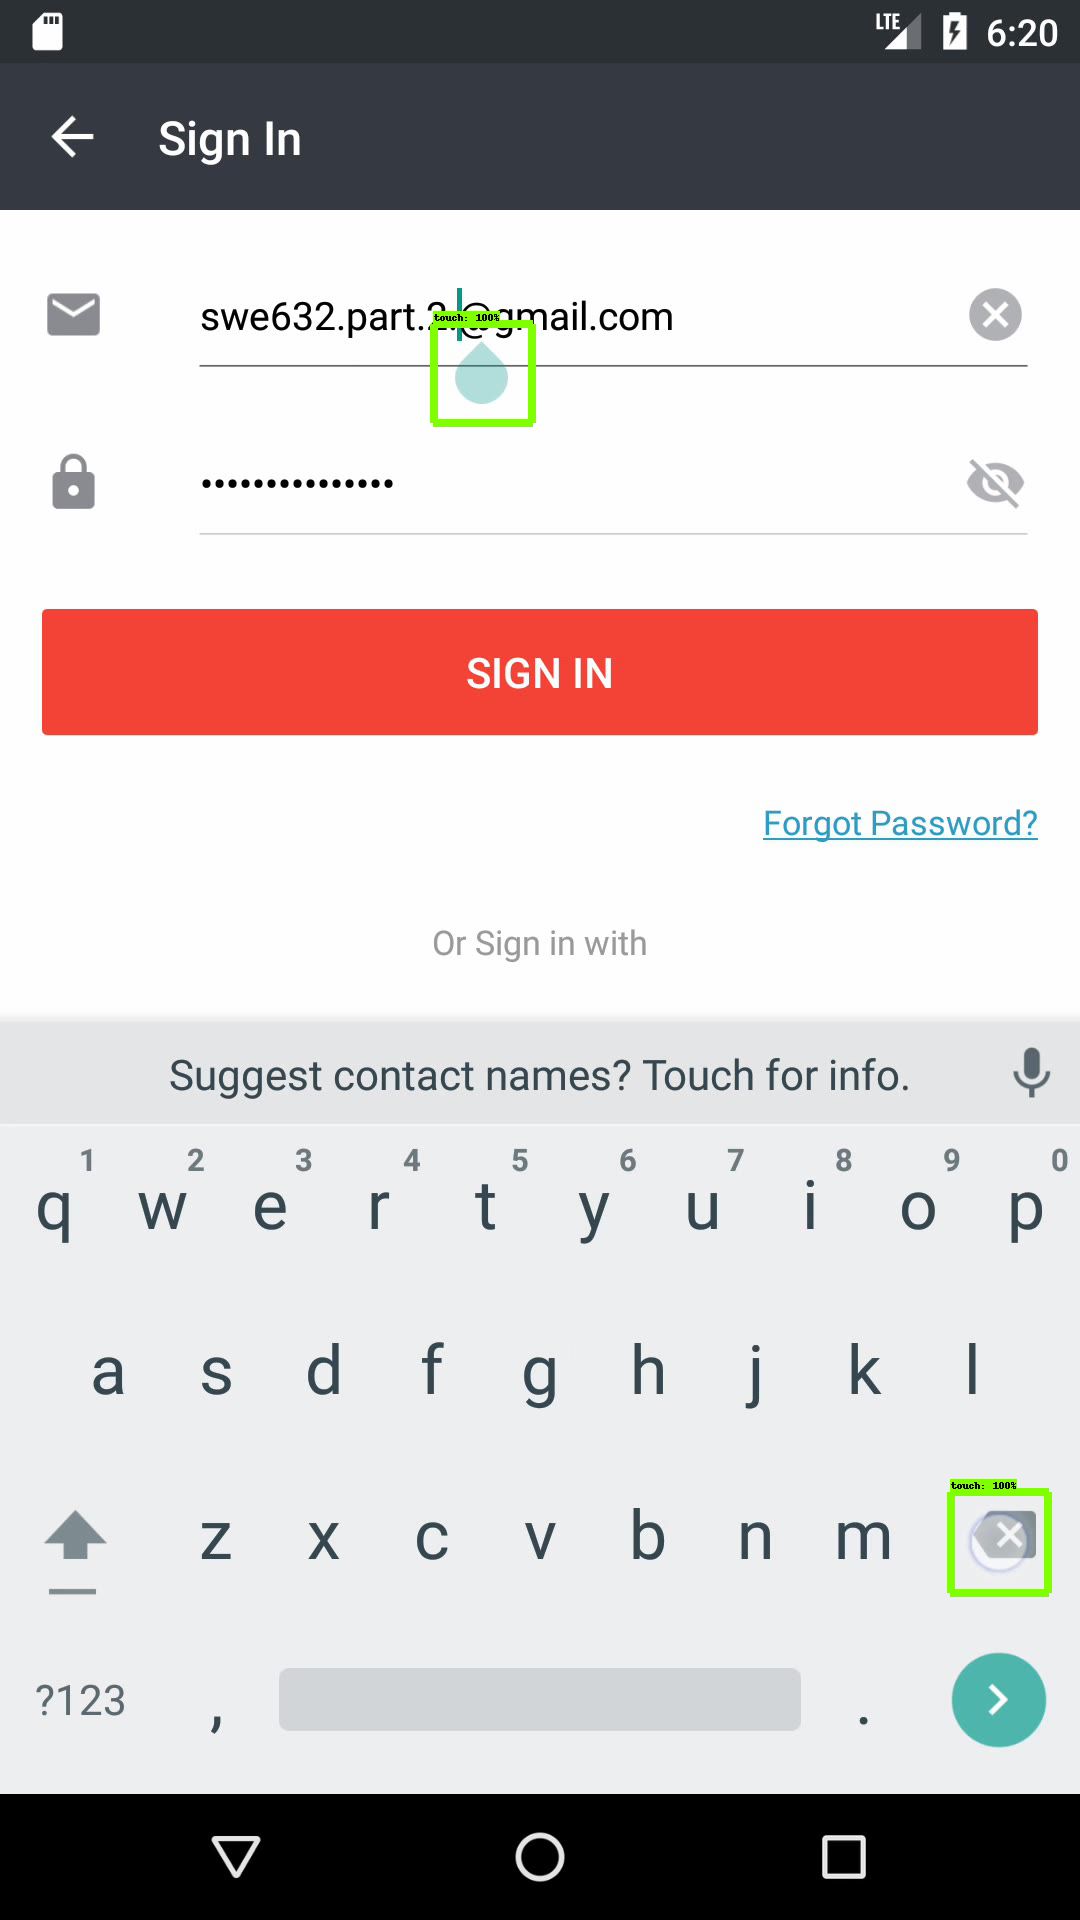 LTE 6:20
Sign In
swe632.part.2.@gmail.com
touch: 100%
•••••••••••••••
SIGN IN
Forgot Password?
Or Sign in with
Suggest contact names? Touch for info.
1 2 3 4 5 6 7 8 9 0
q w e r t y u i o p
a s d f g h j k l
touch: 100%
z x c v b n m
?123 , .